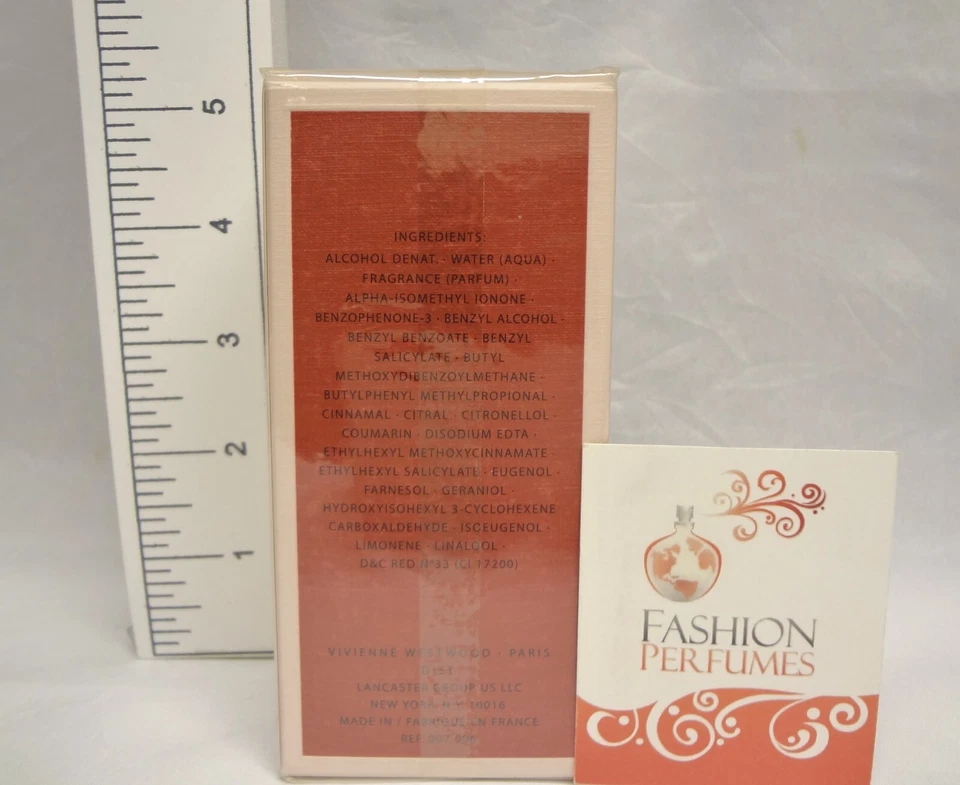 5
4
3
2
1
INGREDIENTS:
ALCOHOL DENAT. · WATER (AQUA) ·
FRAGRANCE (PARFUM) ·
ALPHA-ISOMETHYL IONONE ·
BENZOPHENONE-3 · BENZYL ALCOHOL ·
BENZYL BENZOATE · BENZYL
SALICYLATE · BUTYL
METHOXYDIBENZOYLMETHANE ·
BUTYLPHENYL METHYLPROPIONAL ·
CINNAMAL · CITRAL · CITRONELLOL ·
COUMARIN · DISODIUM EDTA ·
ETHYLHEXYL METHOXYCINNAMATE ·
ETHYLHEXYL SALICYLATE · EUGENOL ·
FARNESOL · GERANIOL ·
HYDROXYISOHEXYL 3-CYCLOHEXENE
CARBOXALDEHYDE · ISOEUGENOL ·
LIMONENE · LINALOOL ·
D&C RED N°33 (CI 17200)
VIVIENNE WESTWOOD · PARIS
DIST.
LANCASTER GROUP US LLC
NEW YORK, N.Y. 10016
MADE IN / FABRIQUÉ EN FRANCE
REF.
FASHION
PERFUMES